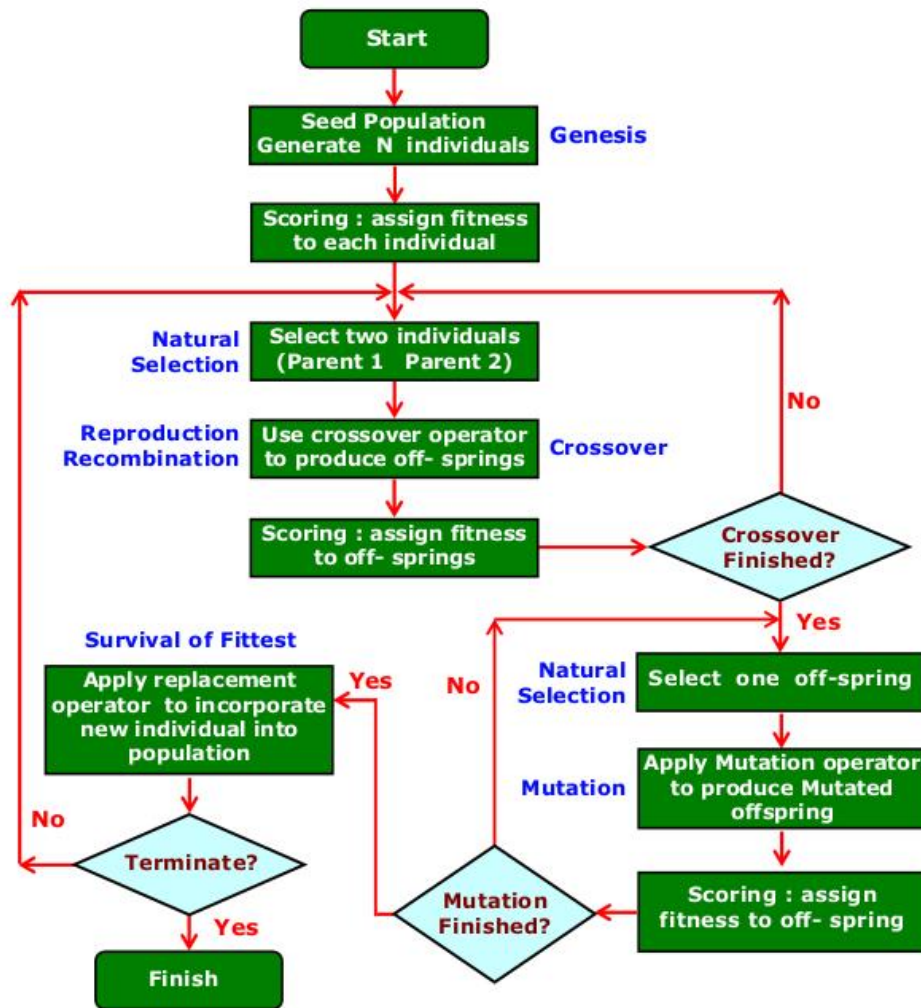 Start
Seed Population
Generate N individuals
Genesis
Scoring : assign fitness
to each individual
Natural
Selection
Select two individuals
(Parent 1 Parent 2)
No
Reproduction
Recombination
Use crossover operator
to produce off- springs
Crossover
Scoring : assign fitness
to off- springs
Crossover
Finished?
Yes
Survival of Fittest
Apply replacement
operator to incorporate
new individual into
population
Yes
No
Natural
Selection
Select one off-spring
Mutation
Apply Mutation operator
to produce Mutated
offspring
No
Terminate?
Mutation
Finished?
Scoring : assign
fitness to off- spring
Yes
Finish